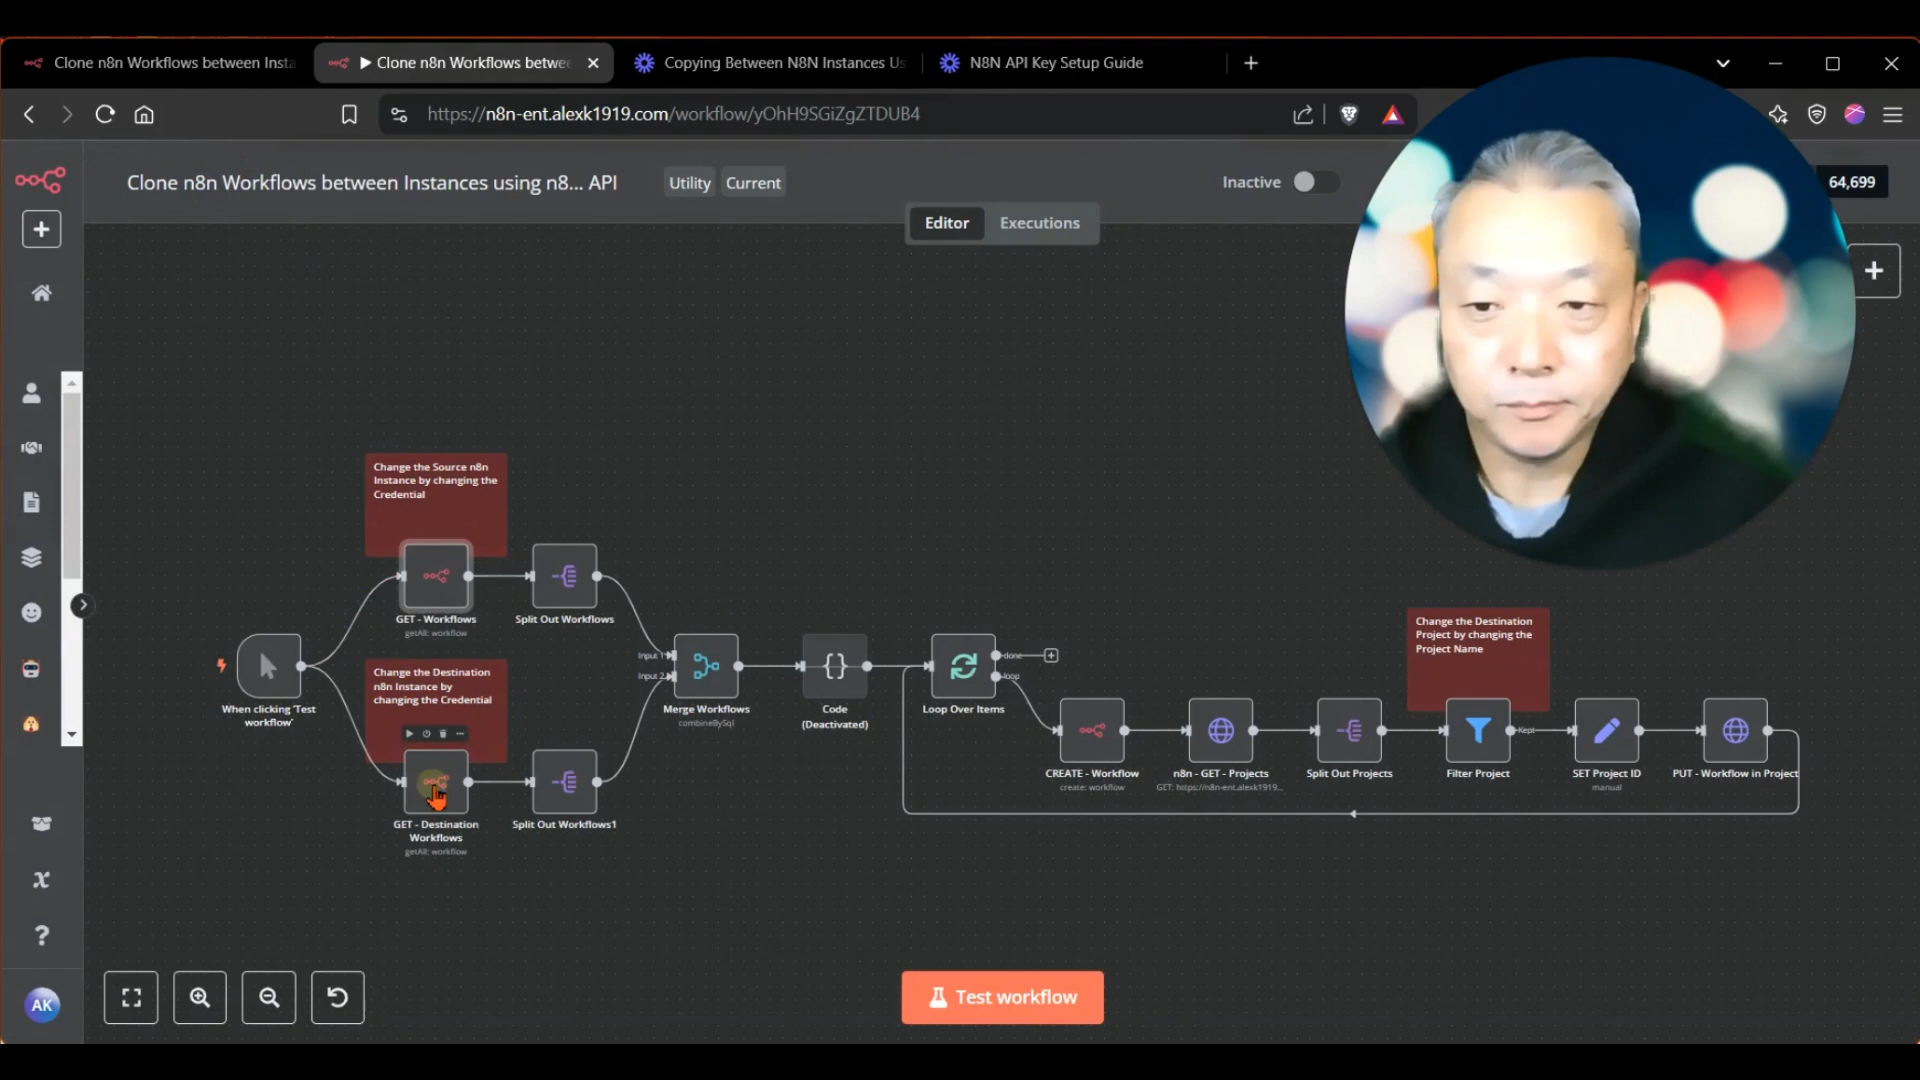 Clone n8n Workflows between Insta
Clone n8n Workflows betwee
Copying Between N8N Instances Us
N8N API Key Setup Guide
https://n8n-ent.alexk1919.com/workflow/yOhH9SGiZgZTDUB4
Clone n8n Workflows between Instances using n8... API
Utility
Current
Inactive
64,699
Editor
Executions
Change the Source n8n
Instance by changing the
Credential
GET - Workflows
getAll: workflow
Split Out Workflows
When clicking 'Test
workflow'
Change the Destination
n8n Instance by
changing the Credential
GET - Destination
Workflows
getAll: workflow
Split Out Workflows1
Input 1
Input 2
Merge Workflows
combineBySql
Code
(Deactivated)
Loop Over Items
done
loop
CREATE - Workflow
create: workflow
n8n - GET - Projects
GET: https://n8n-ent.alexk1919...
Split Out Projects
Change the Destination
Project by changing the
Project Name
Filter Project
Kept
SET Project ID
manual
PUT - Workflow in Project
AK
Test workflow